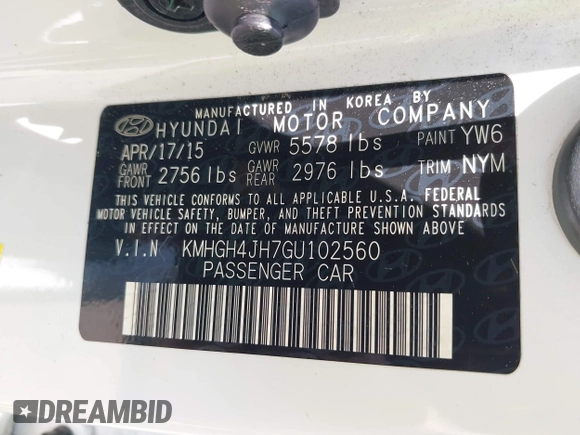 MANUFACTURED IN KOREA BY
HYUNDAI MOTOR COMPANY
APR/17/15 GVWR 5578 lbs PAINT YW6
GAWR FRONT 2756 lbs GAWR REAR 2976 lbs TRIM NYM
THIS VEHICLE CONFORMS TO ALL APPLICABLE U.S.A. FEDERAL
MOTOR VEHICLE SAFETY, BUMPER, AND THEFT PREVENTION STANDARDS
IN EFFECT ON THE DATE OF MANUFACTURE SHOWN ABOVE
V.I.N KMHGH4JH7GU102560
PASSENGER CAR
DREAMBID